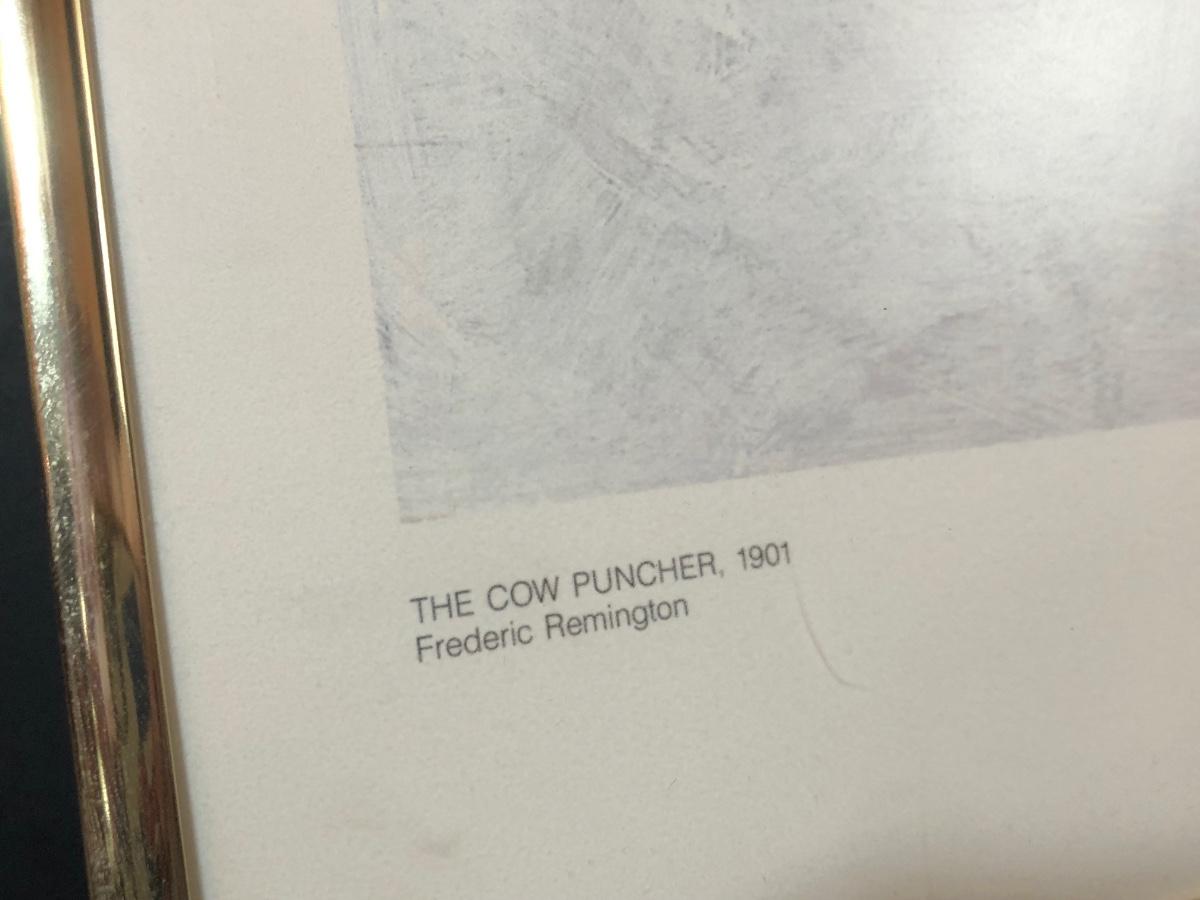 THE COW PUNCHER, 1901
Frederic Remington